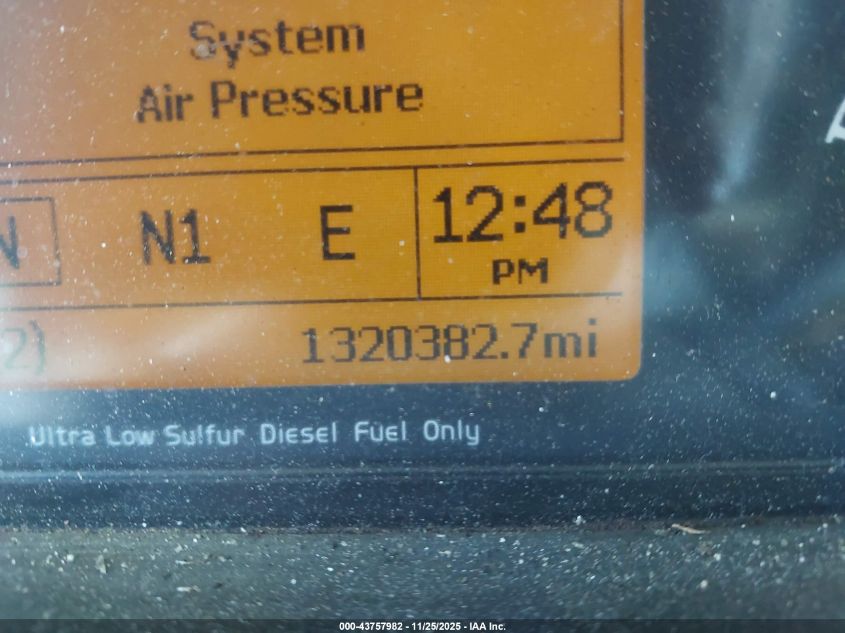 System
Air Pressure
N N1 E 12:48
PM
2) 1320382.7mi
Ultra Low Sulfur Diesel Fuel Only
000-43757982 - 11/25/2025 - IAA Inc.